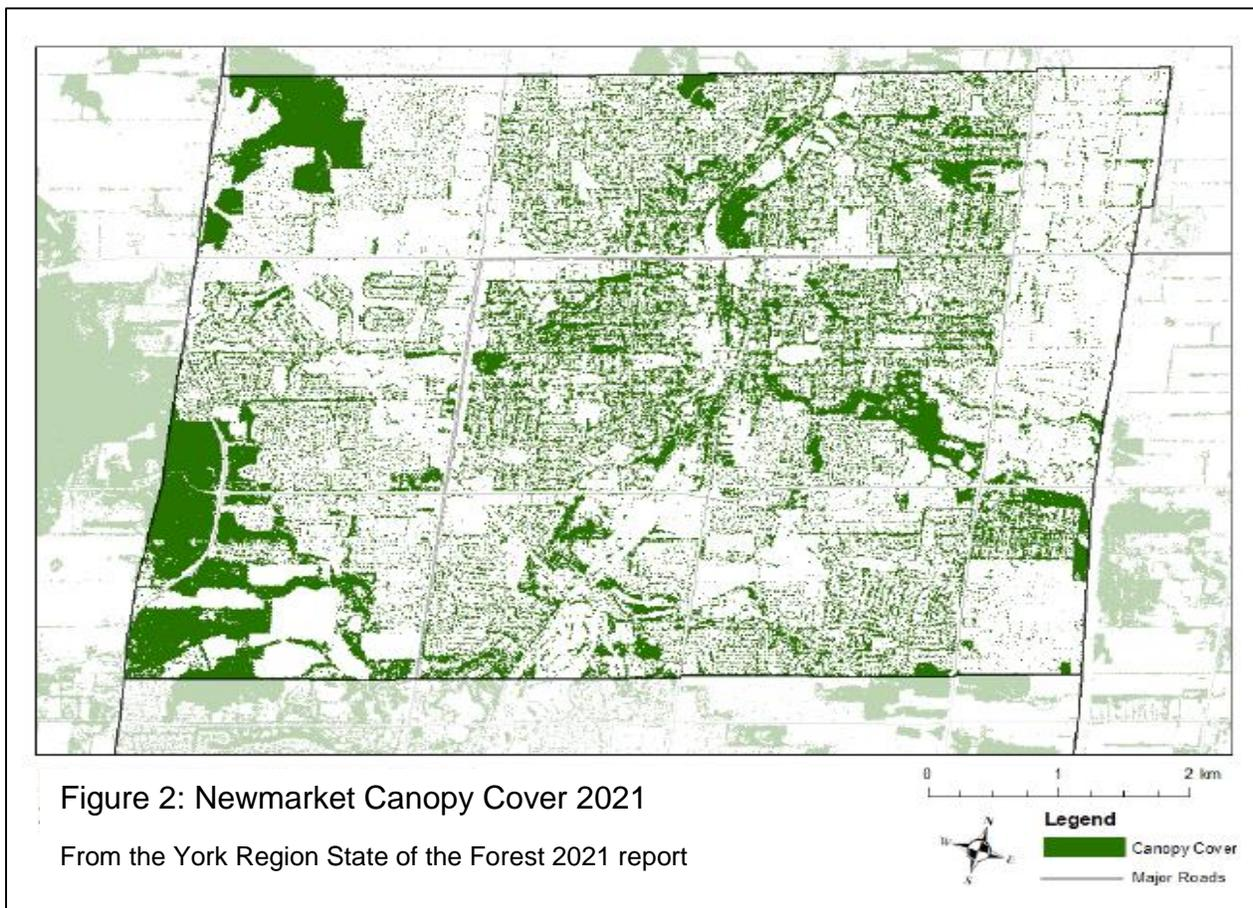 Figure 2: Newmarket Canopy Cover 2021
From the York Region State of the Forest 2021 report
0 1 2 km
N
W E
S
Legend
Canopy Cover
Major Roads